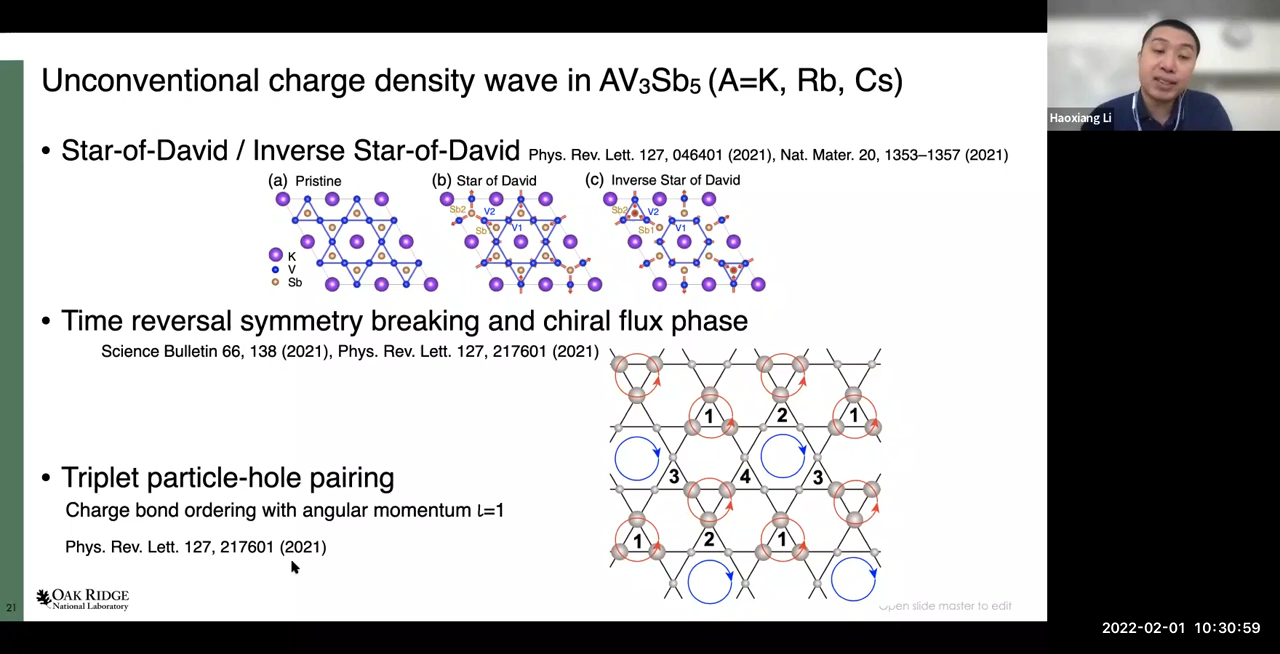 Unconventional charge density wave in AV₃Sb₅ (A=K, Rb, Cs)
• Star-of-David / Inverse Star-of-David Phys. Rev. Lett. 127, 046401 (2021), Nat. Mater. 20, 1353–1357 (2021)
(a) Pristine
(b) Star of David
(c) Inverse Star of David
K
V
Sb
Sb2
V2
Sb1
V1
Sb2
V2
Sb1
V1
• Time reversal symmetry breaking and chiral flux phase
Science Bulletin 66, 138 (2021), Phys. Rev. Lett. 127, 217601 (2021)
1 2 1
3 4 3
1 2 1
• Triplet particle-hole pairing
Charge bond ordering with angular momentum l=1
Phys. Rev. Lett. 127, 217601 (2021)
21
OAK RIDGE
National Laboratory
Open slide master to edit
Haoxiang Li
2022-02-01 10:30:59